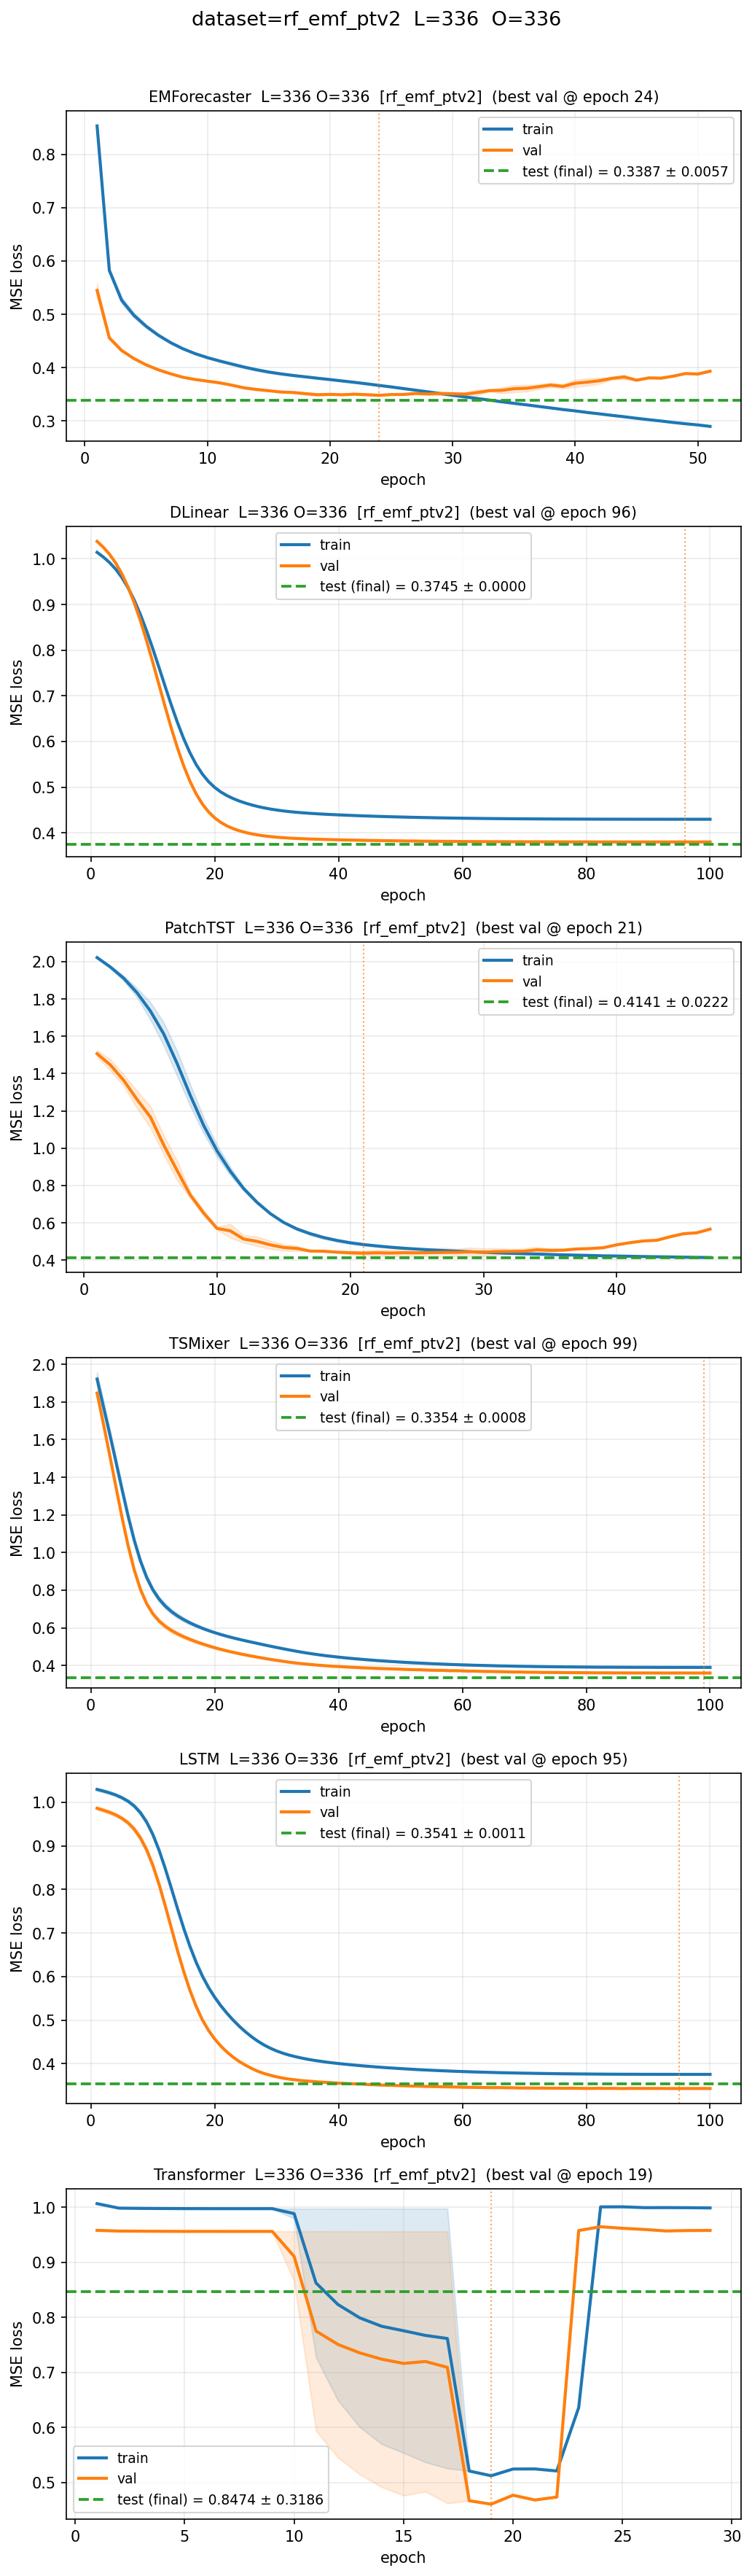 dataset=rf_emf_ptv2  L=336  O=336
EMForecaster  L=336 O=336  [rf_emf_ptv2]  (best val @ epoch 24)
train
val
test (final) = 0.3387 ± 0.0057
MSE loss
0.8
0.7
0.6
0.5
0.4
0.3
0 10 20 30 40 50
epoch
DLinear  L=336 O=336  [rf_emf_ptv2]  (best val @ epoch 96)
train
val
test (final) = 0.3745 ± 0.0000
MSE loss
1.0
0.9
0.8
0.7
0.6
0.5
0.4
0 20 40 60 80 100
epoch
PatchTST  L=336 O=336  [rf_emf_ptv2]  (best val @ epoch 21)
train
val
test (final) = 0.4141 ± 0.0222
MSE loss
2.0
1.8
1.6
1.4
1.2
1.0
0.8
0.6
0.4
0 10 20 30 40
epoch
TSMixer  L=336 O=336  [rf_emf_ptv2]  (best val @ epoch 99)
train
val
test (final) = 0.3354 ± 0.0008
MSE loss
2.0
1.8
1.6
1.4
1.2
1.0
0.8
0.6
0.4
0 20 40 60 80 100
epoch
LSTM  L=336 O=336  [rf_emf_ptv2]  (best val @ epoch 95)
train
val
test (final) = 0.3541 ± 0.0011
MSE loss
1.0
0.9
0.8
0.7
0.6
0.5
0.4
0 20 40 60 80 100
epoch
Transformer  L=336 O=336  [rf_emf_ptv2]  (best val @ epoch 19)
MSE loss
1.0
0.9
0.8
0.7
0.6
0.5
train
val
test (final) = 0.8474 ± 0.3186
0 5 10 15 20 25 30
epoch